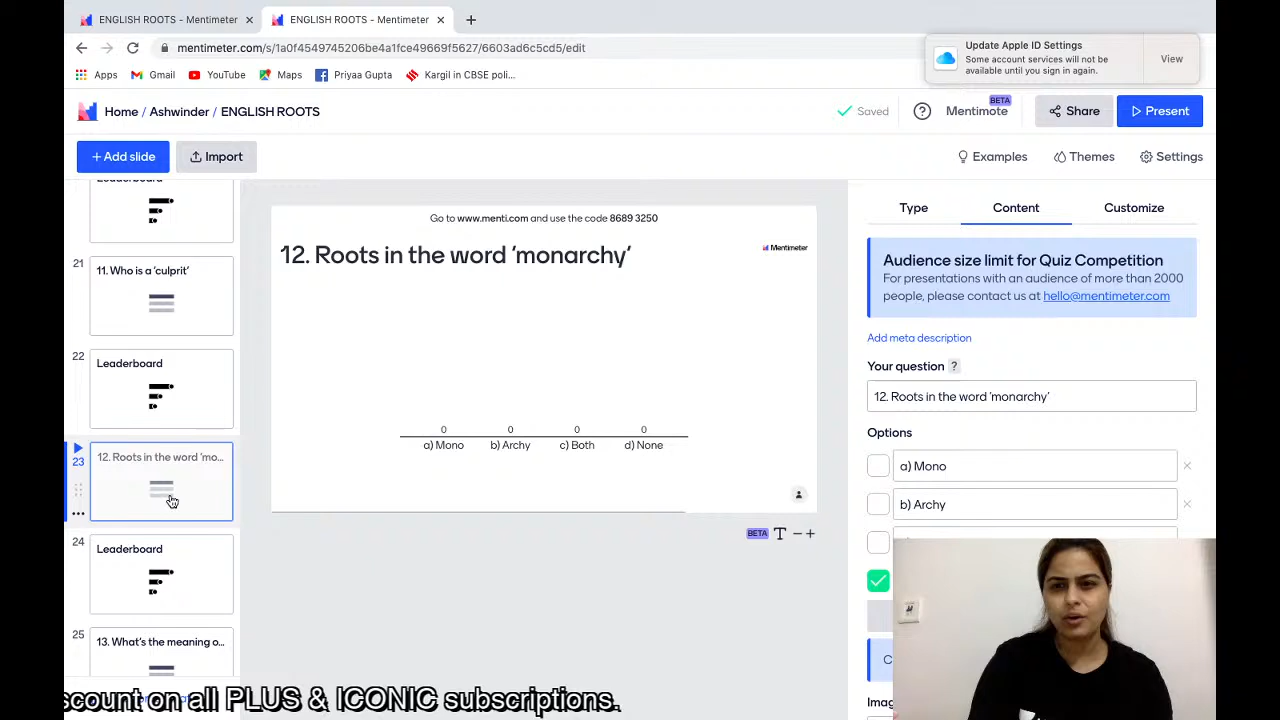 ENGLISH ROOTS - Mentimeter
ENGLISH ROOTS - Mentimeter
mentimeter.com/s/1a0f4549745206be4a1fce49669f5627/6603ad6c5cd5/edit
Update Apple ID Settings
Some account services will not be
available until you sign in again.
View
Apps
Gmail
YouTube
Maps
Priyaa Gupta
Kargil in CBSE poli...
Home / Ashwinder / ENGLISH ROOTS
Saved
Mentimote
BETA
Share
Present
+ Add slide
Import
Examples
Themes
Settings
Leaderboard
21
11. Who is a ‘culprit’
22
Leaderboard
23
12. Roots in the word ‘mo...
24
Leaderboard
25
13. What’s the meaning o...
Go to www.menti.com and use the code 8689 3250
12. Roots in the word ‘monarchy’
Mentimeter
0 0 0 0
a) Mono b) Archy c) Both d) None
BETA T − +
Type
Content
Customize
Audience size limit for Quiz Competition
For presentations with an audience of more than 2000
people, please contact us at hello@mentimeter.com
Add meta description
Your question ?
12. Roots in the word ‘monarchy’
Options
a) Mono
b) Archy
C
Imag
scount on all PLUS & ICONIC subscriptions.